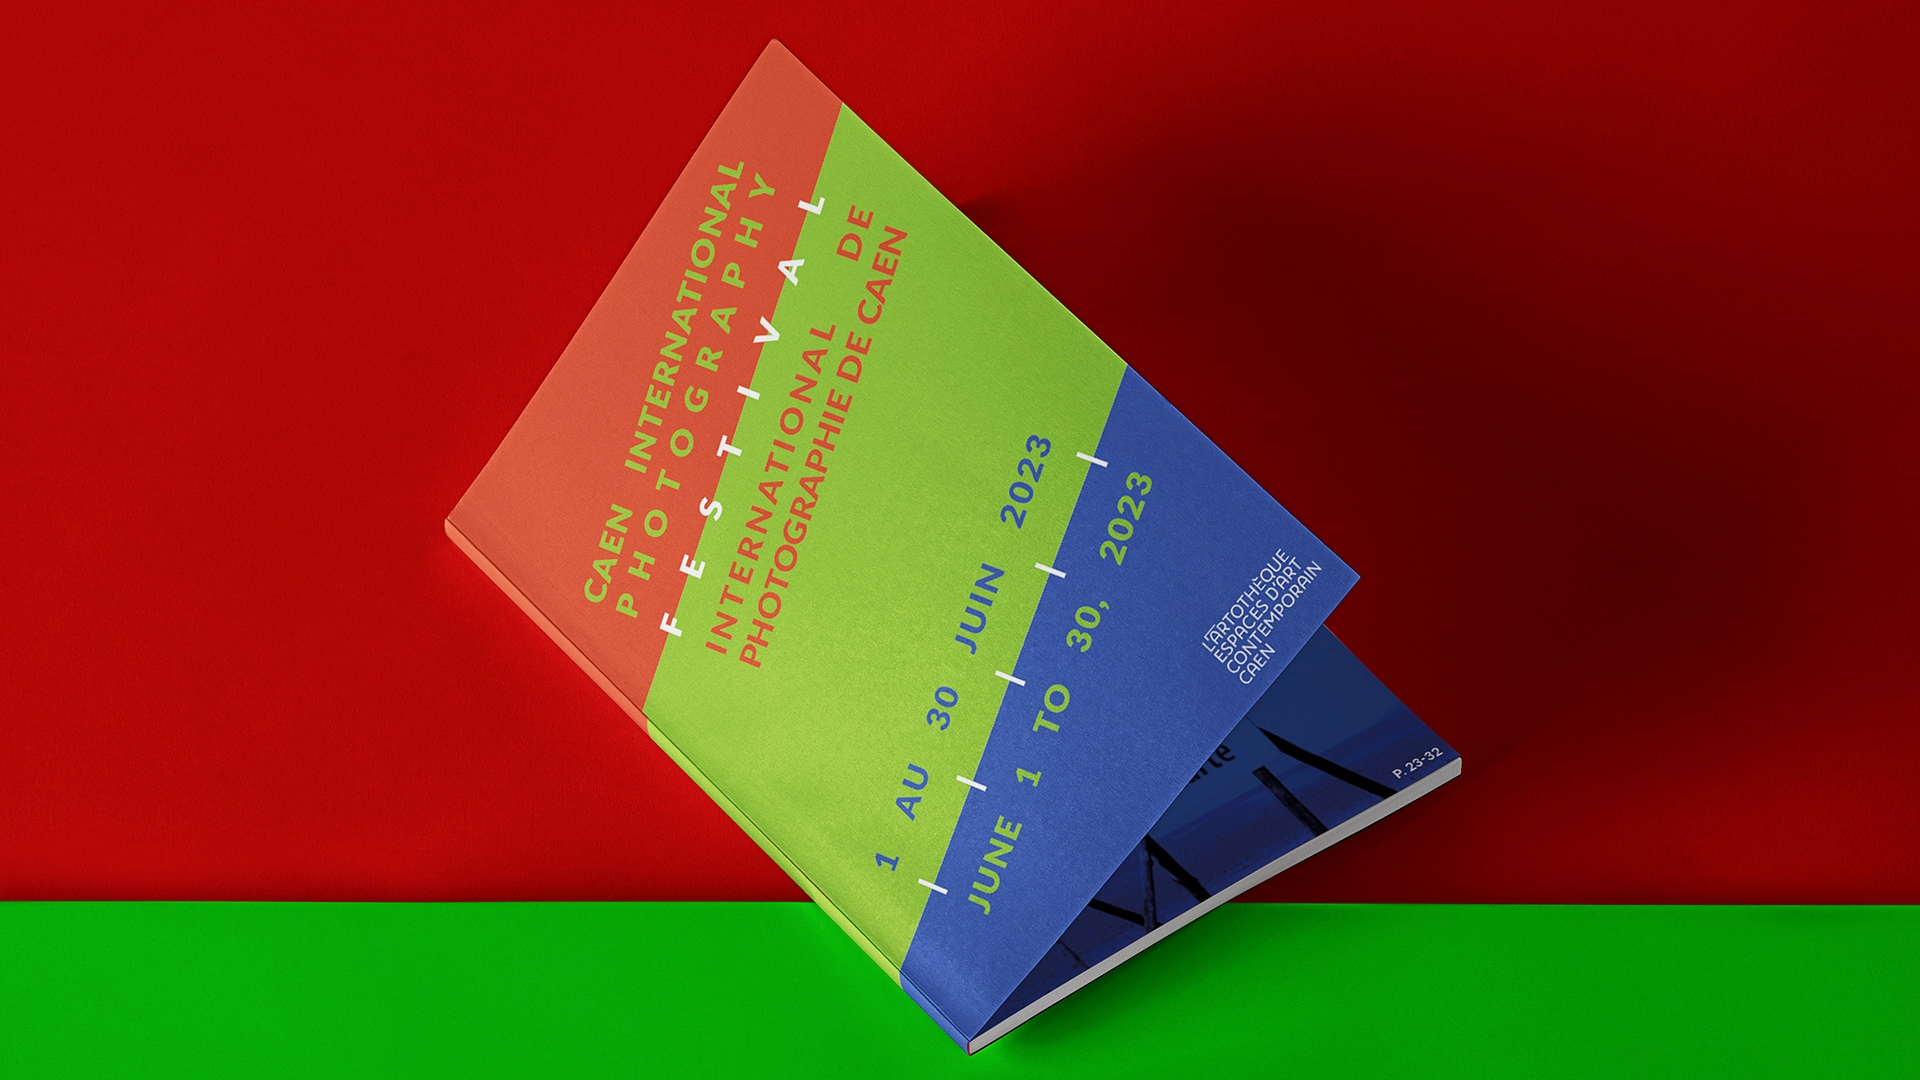 CAEN INTERNATIONAL
PHOTOGRAPHY
FESTIVAL
INTERNATIONAL DE
PHOTOGRAPHIE DE CAEN
1 AU 30 JUIN 2023
JUNE 1 TO 30, 2023
L'ARTOTHÈQUE
ESPACES D'ART
CONTEMPORAIN
CAEN
P. 23-32